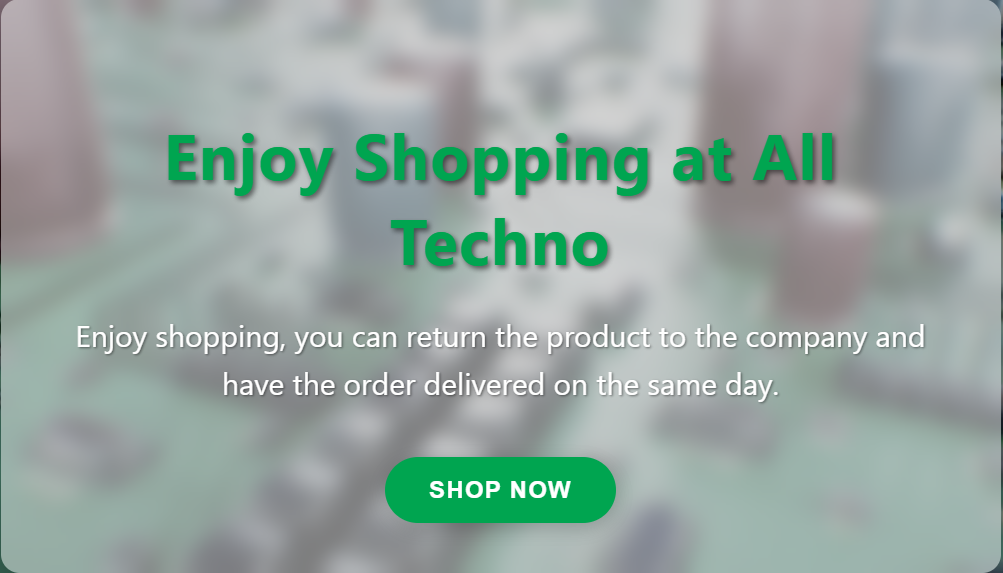 Enjoy Shopping at All
Techno
Enjoy shopping, you can return the product to the company and
have the order delivered on the same day.
SHOP NOW